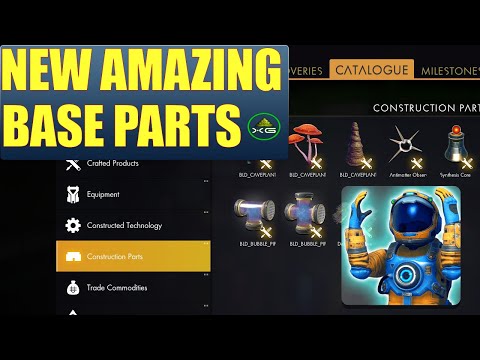 NEW AMAZING
BASE PARTS
XG
OVERIES
CATALOGUE
MILESTONES
CONSTRUCTION PART
Crafted Products
Equipment
Constructed Technology
Construction Parts
Trade Commodities
BLD_CAVEPLANT
BLD_CAVEPLANT
BLD_CAVEPLANT
Antimatter Obser
Synthesis Core
BLD_BUBBLE_PIP
BLD_BUBBLE_PIP